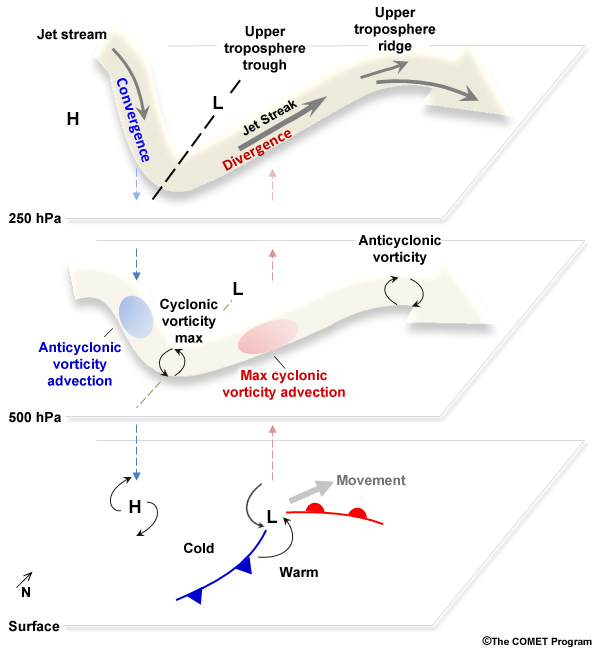 Jet stream
Upper
troposphere
trough
Upper
troposphere
ridge
H
L
Convergence
Jet Streak
Divergence
250 hPa
Anticyclonic
vorticity
L
Cyclonic
vorticity
max
Anticyclonic
vorticity
advection
Max cyclonic
vorticity advection
500 hPa
Movement
H
L
Cold
Warm
N
Surface
©The COMET Program